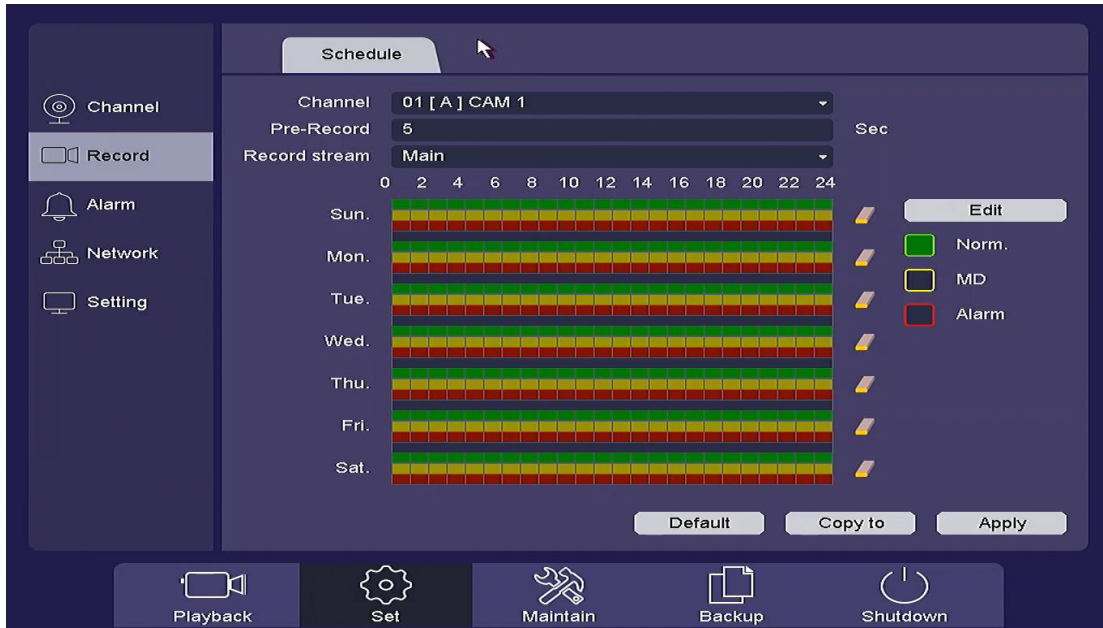 Schedule
Channel
Record
Alarm
Network
Setting
Channel 01 [ A ] CAM 1
Pre-Record 5 Sec
Record stream Main
0 2 4 6 8 10 12 14 16 18 20 22 24
Sun.
Mon.
Tue.
Wed.
Thu.
Fri.
Sat.
Edit
Norm.
MD
Alarm
Default Copy to Apply
Playback Set Maintain Backup Shutdown